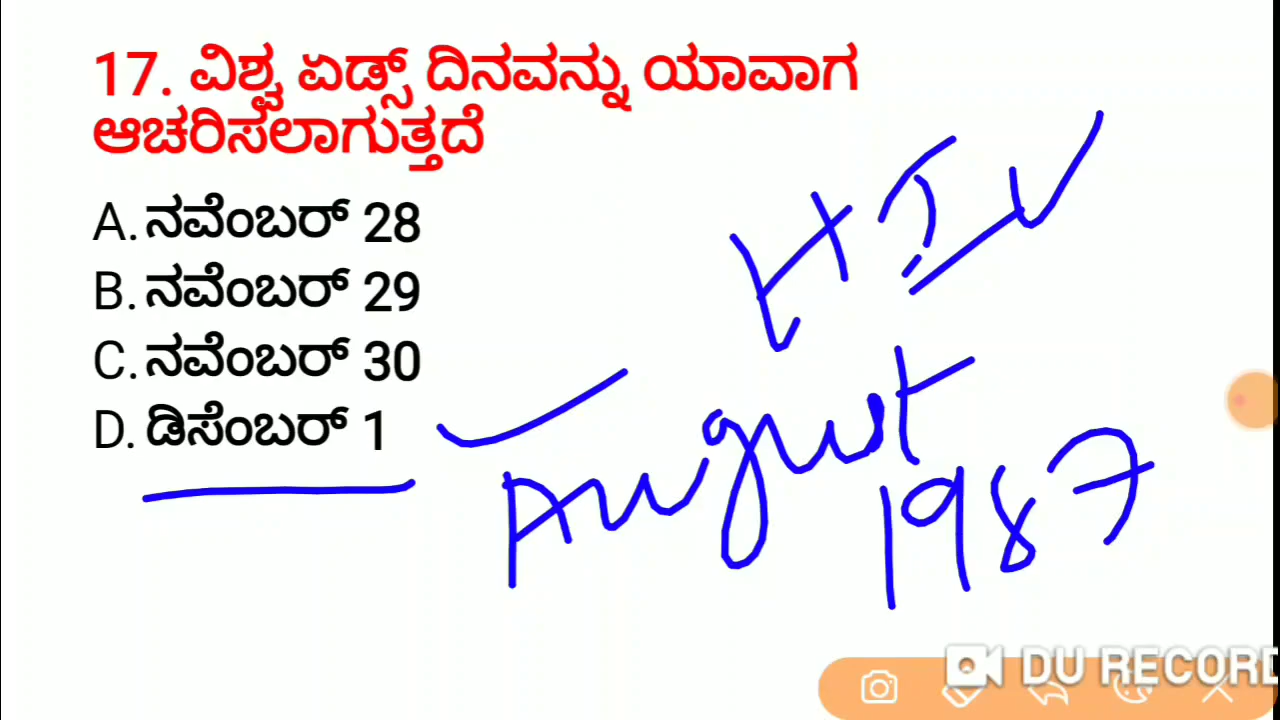 17. ವಿಶ್ವ ಏಡ್ಸ್ ದಿನವನ್ನು ಯಾವಾಗ
ಆಚರಿಸಲಾಗುತ್ತದೆ
A. ನವೆಂಬರ್ 28
B. ನವೆಂಬರ್ 29
C. ನವೆಂಬರ್ 30
D. ಡಿಸೆಂಬರ್ 1
HIV
August
1987
DU RECORD